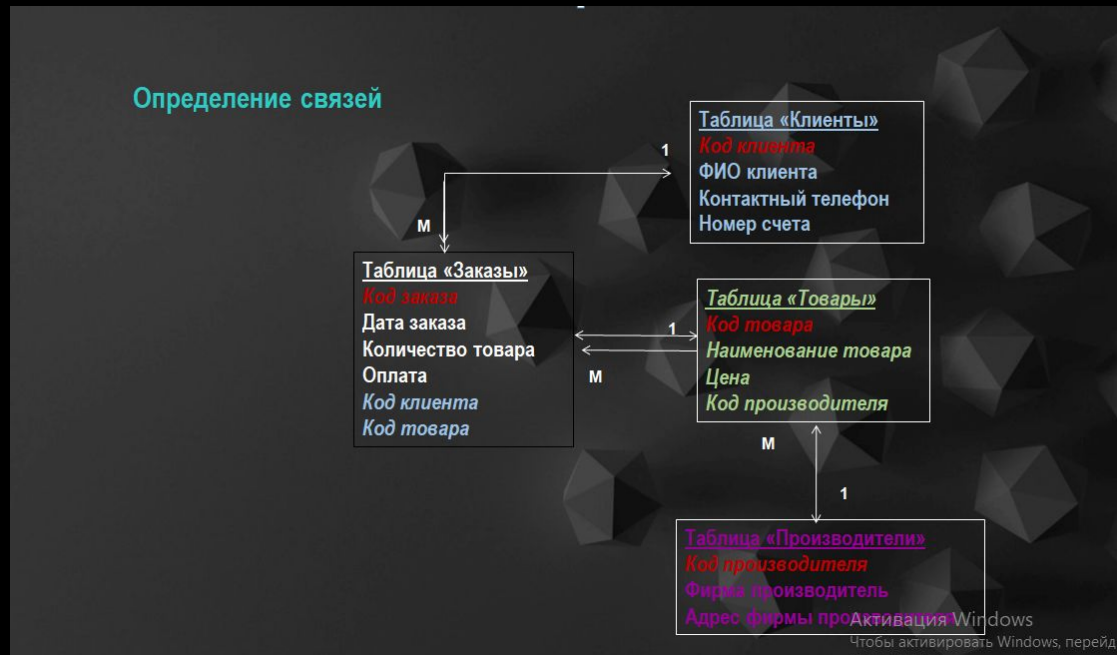 Определение связей
Таблица «Клиенты»
Код клиента
ФИО клиента
Контактный телефон
Номер счета
1
М
Таблица «Заказы»
Код заказа
Дата заказа
Количество товара
Оплата
Код клиента
Код товара
1
М
Таблица «Товары»
Код товара
Наименование товара
Цена
Код производителя
М
1
Таблица «Производители»
Код производителя
Фирма производитель
Адрес фирмы
Активация Windows
Чтобы активировать Windows, перейд